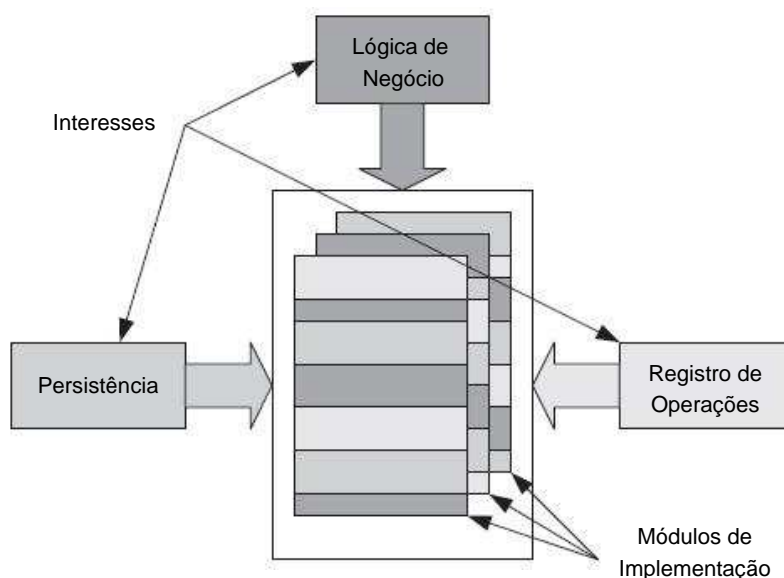 Lógica de
Negócio
Interesses
Persistência
Registro de
Operações
Módulos de
Implementação